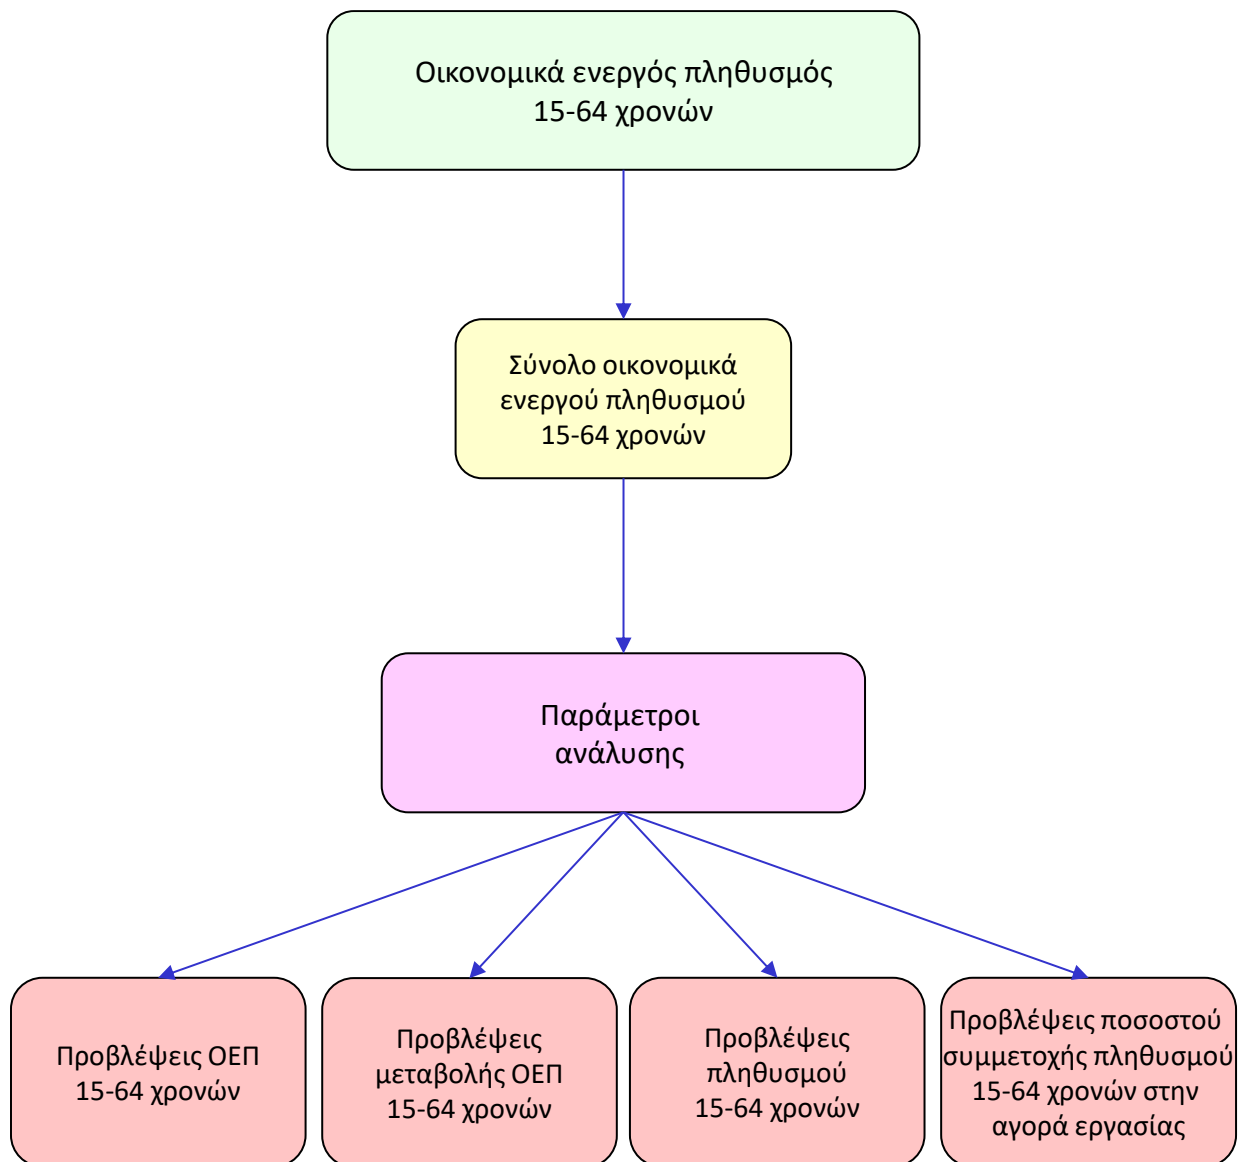 Οικονομικά ενεργός πληθυσμός
15-64 χρονών
Σύνολο οικονομικά
ενεργού πληθυσμού
15-64 χρονών
Παράμετροι
ανάλυσης
Προβλέψεις ΟΕΠ
15-64 χρονών
Προβλέψεις
μεταβολής ΟΕΠ
15-64 χρονών
Προβλέψεις
πληθυσμού
15-64 χρονών
Προβλέψεις ποσοστού
συμμετοχής πληθυσμού
15-64 χρονών στην
αγορά εργασίας